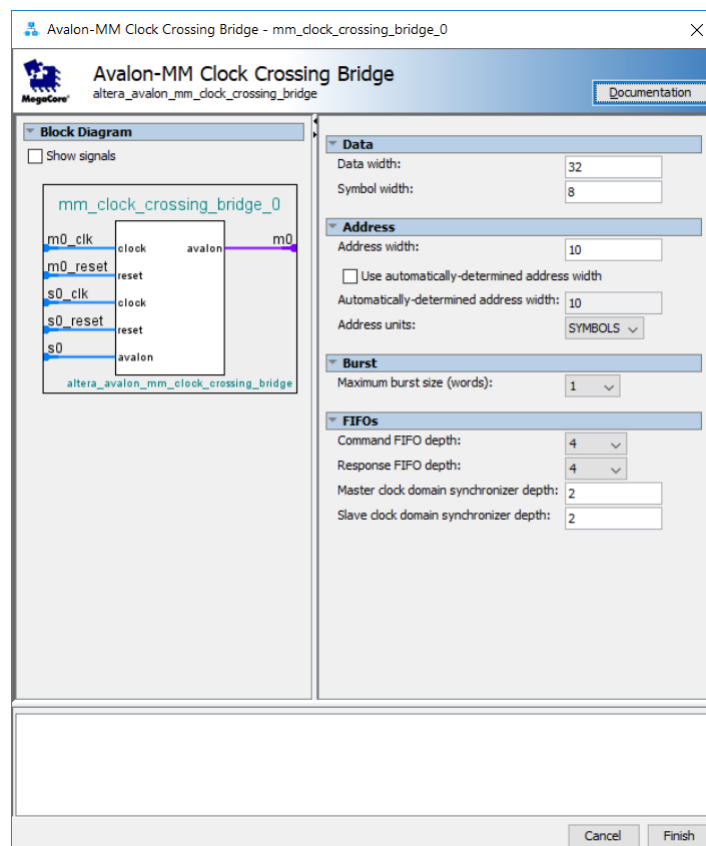 Avalon-MM Clock Crossing Bridge - mm_clock_crossing_bridge_0
MegaCore®
Avalon-MM Clock Crossing Bridge
altera_avalon_mm_clock_crossing_bridge
Documentation
Block Diagram
Show signals
mm_clock_crossing_bridge_0
m0_clk
clock
avalon
m0
m0_reset
reset
s0_clk
clock
s0_reset
reset
s0
avalon
altera_avalon_mm_clock_crossing_bridge
Data
Data width: 32
Symbol width: 8
Address
Address width: 10
Use automatically-determined address width
Automatically-determined address width: 10
Address units: SYMBOLS
Burst
Maximum burst size (words): 1
FIFOs
Command FIFO depth: 4
Response FIFO depth: 4
Master clock domain synchronizer depth: 2
Slave clock domain synchronizer depth: 2
Cancel Finish